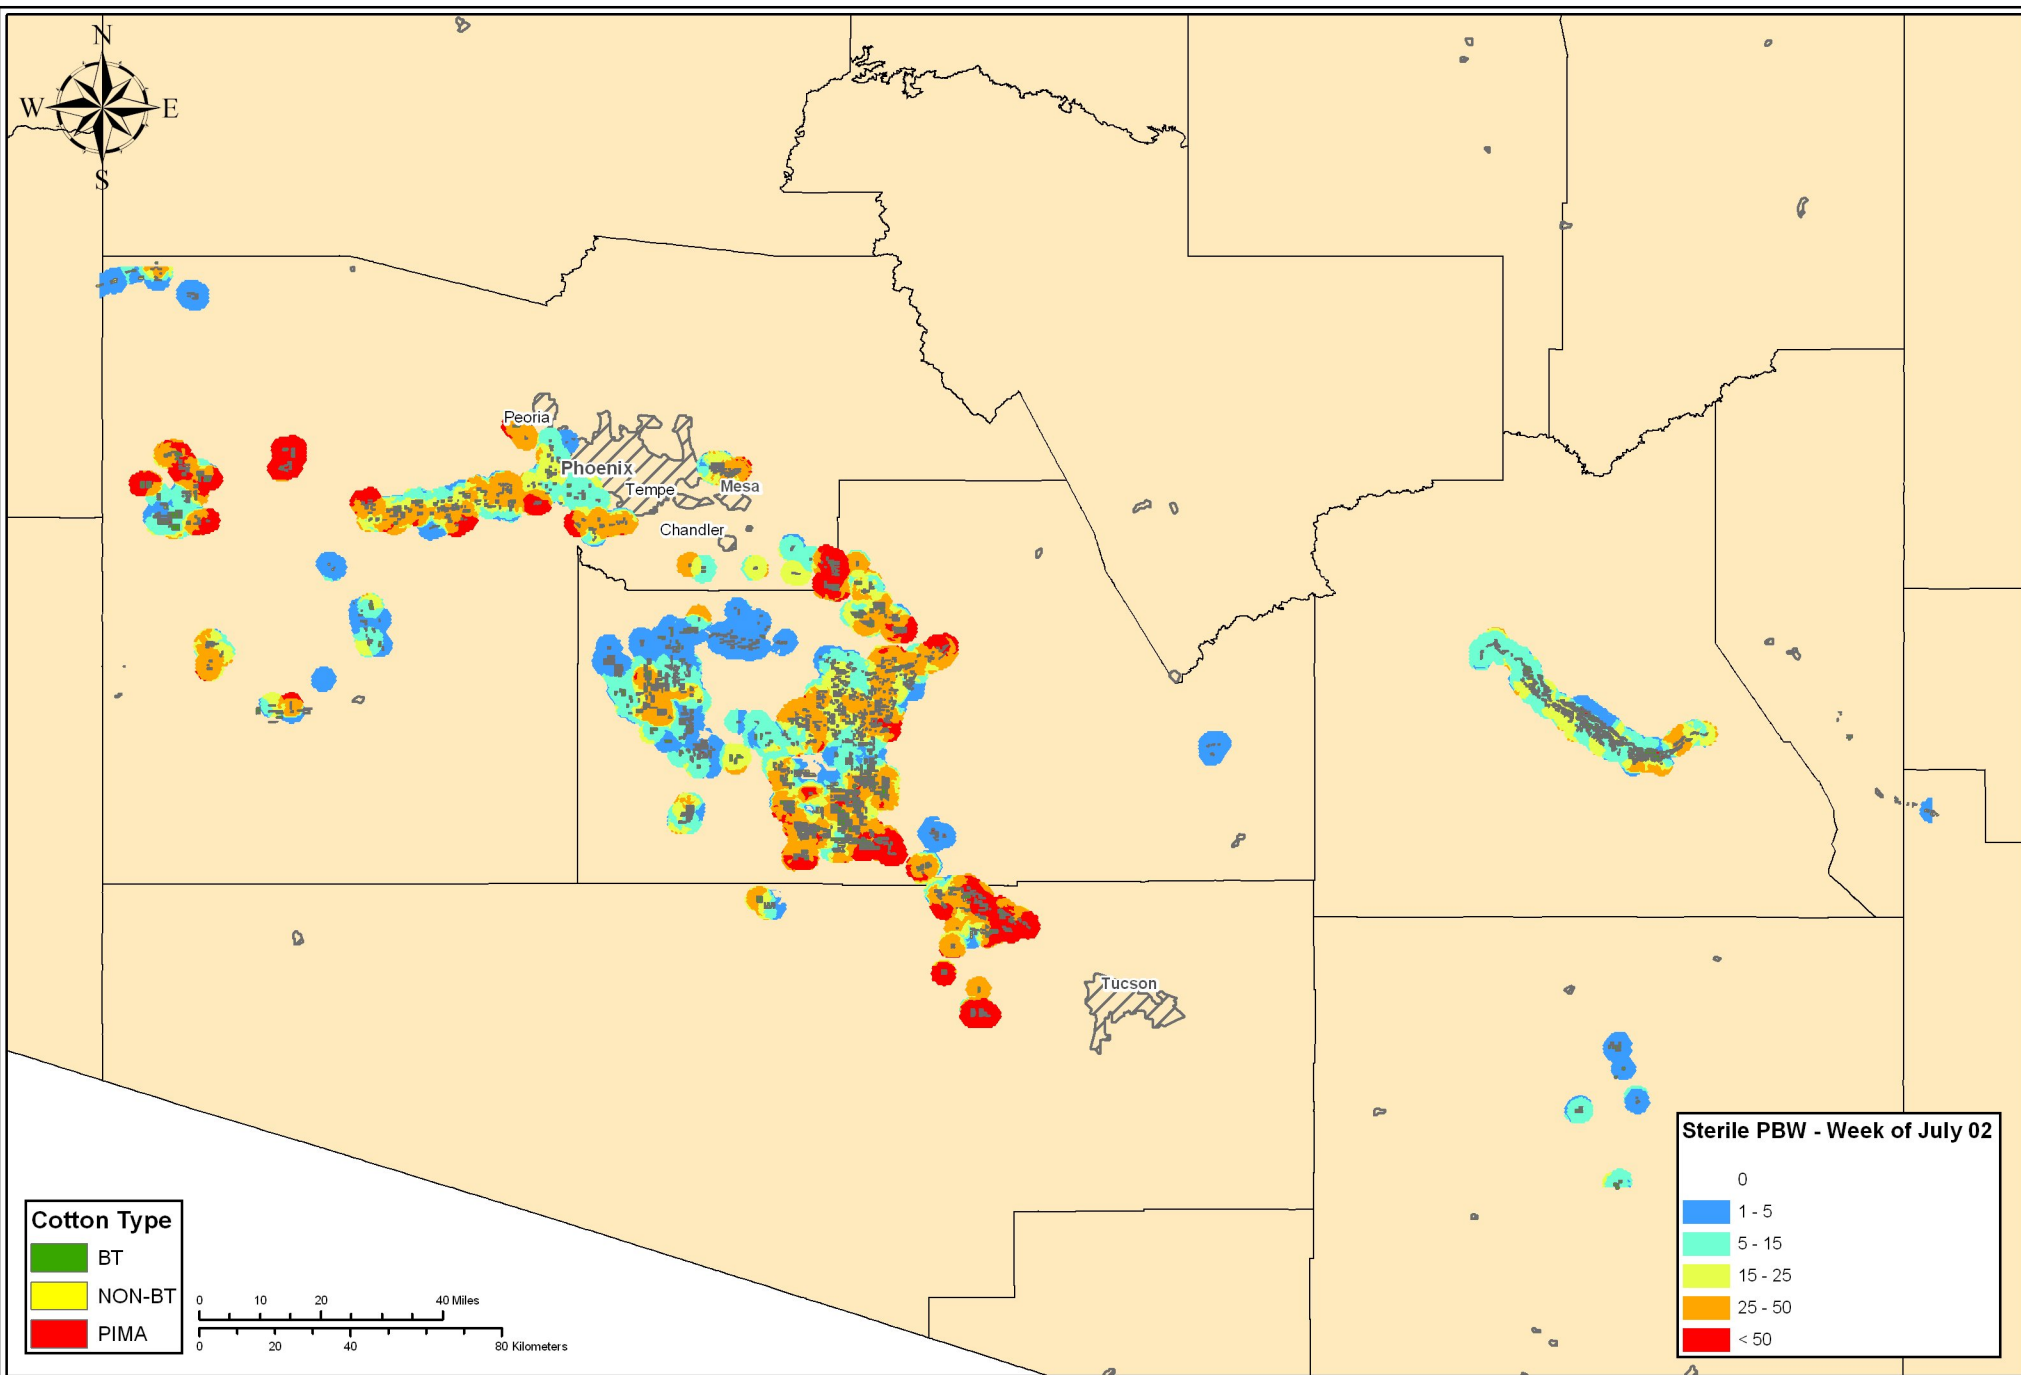 N
W E
S
Peoria
Phoenix
Tempe
Mesa
Chandler
Tucson
Sterile PBW - Week of July 02
0
1 - 5
5 - 15
15 - 25
25 - 50
< 50
Cotton Type
BT
NON-BT
PIMA
0 10 20 40 Miles
0 20 40 80 Kilometers